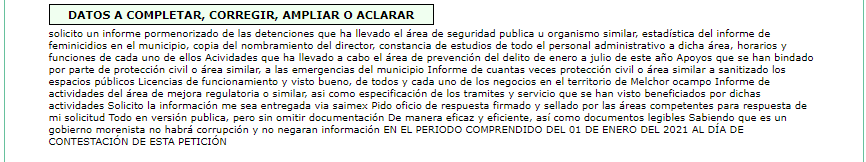 DATOS A COMPLETAR, CORREGIR, AMPLIAR O ACLARAR
solicito un informe pormenorizado de las detenciones que ha llevado el área de seguridad publica u organismo similar, estadística del informe de
feminicidios en el municipio, copia del nombramiento del director, constancia de estudios de todo el personal administrativo a dicha área, horarios y
funciones de cada uno de ellos Acividades que ha llevado a cabo el área de prevención del delito de enero a julio de este año Apoyos que se han bindado
por parte de protección civil o área similar, a las emergencias del municipio Informe de cuantas veces protección civil o área similar a sanitizado los
espacios públicos Licencias de funcionamiento y visto bueno, de todos y cada uno de los negocios en el territorio de Melchor ocampo Informe de
actividades del área de mejora regulatoria o similar, asi como especificación de los tramites y servicio que se han visto beneficiados por dichas
actividades Solicito la información me sea entregada via saimex Pido oficio de respuesta firmado y sellado por las áreas competentes para respuesta de
mi solicitud Todo en versión publica, pero sin omitir documentación De manera eficaz y eficiente, así como documentos legibles Sabiendo que es un
gobierno morenista no habrá corrupción y no negaran información EN EL PERIODO COMPRENDIDO DEL 01 DE ENERO DEL 2021 AL DÍA DE
CONTESTACIÓN DE ESTA PETICIÓN